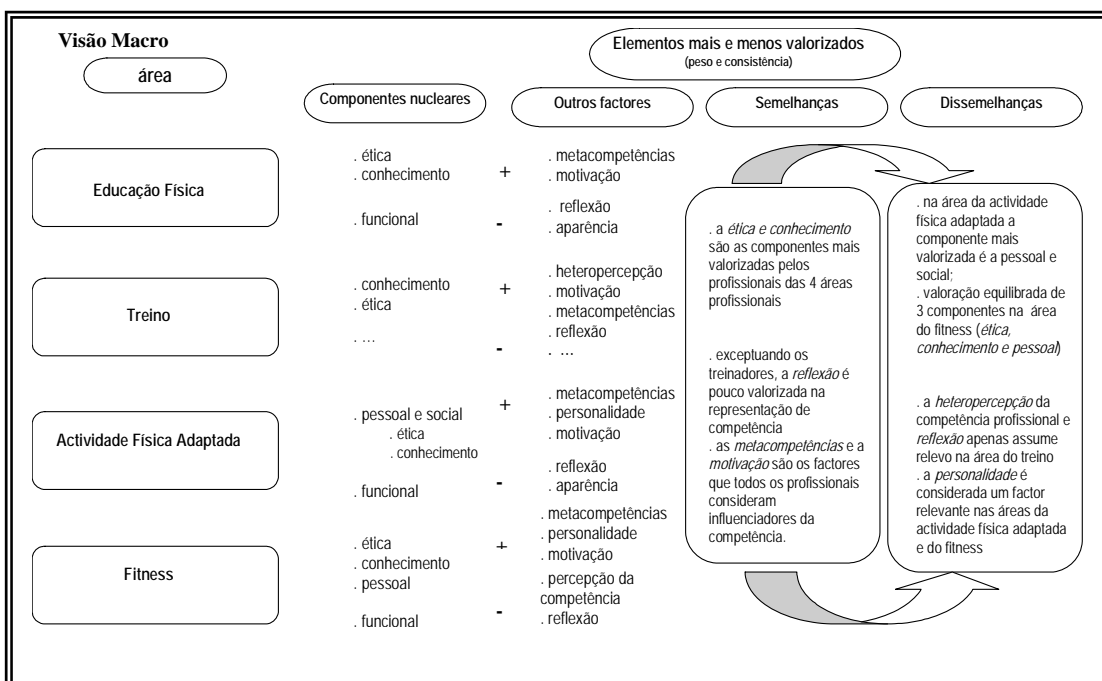 Visão Macro
área
Elementos mais e menos valorizados
(peso e consistência)
Componentes nucleares
Outros factores
Semelhanças
Dissemelhanças
Educação Física
. ética
. conhecimento
+
. metacompetências
. motivação
. funcional
-
. reflexão
. aparência
Treino
. conhecimento
. ética
+
. heteropercepção
. motivação
. metacompetências
. reflexão
. ...
-
. ...
Actividade Física Adaptada
. pessoal e social
. ética
. conhecimento
+
. metacompetências
. personalidade
. motivação
. funcional
-
. reflexão
. aparência
Fitness
. ética
. conhecimento
. pessoal
+
. metacompetências
. personalidade
. motivação
. funcional
-
. percepção da
competência
. reflexão
. a ética e conhecimento
são as componentes mais
valorizadas pelos
profissionais das 4 áreas
profissionais
. exceptuando os
treinadores, a reflexão é
pouco valorizada na
representação de
competência
. as metacompetências e a
motivação são os factores
que todos os profissionais
consideram
influenciadores da
competência.
. na área da actividade
física adaptada a
componente mais
valorizada é a pessoal e
social;
. valoração equilibrada de
3 componentes na área
do fitness (ética,
conhecimento e pessoal)
. a heteropercepção da
competência profissional e
reflexão apenas assume
relevo na área do treino
. a personalidade é
considerada um factor
relevante nas áreas da
actividade física adaptada
e do fitness